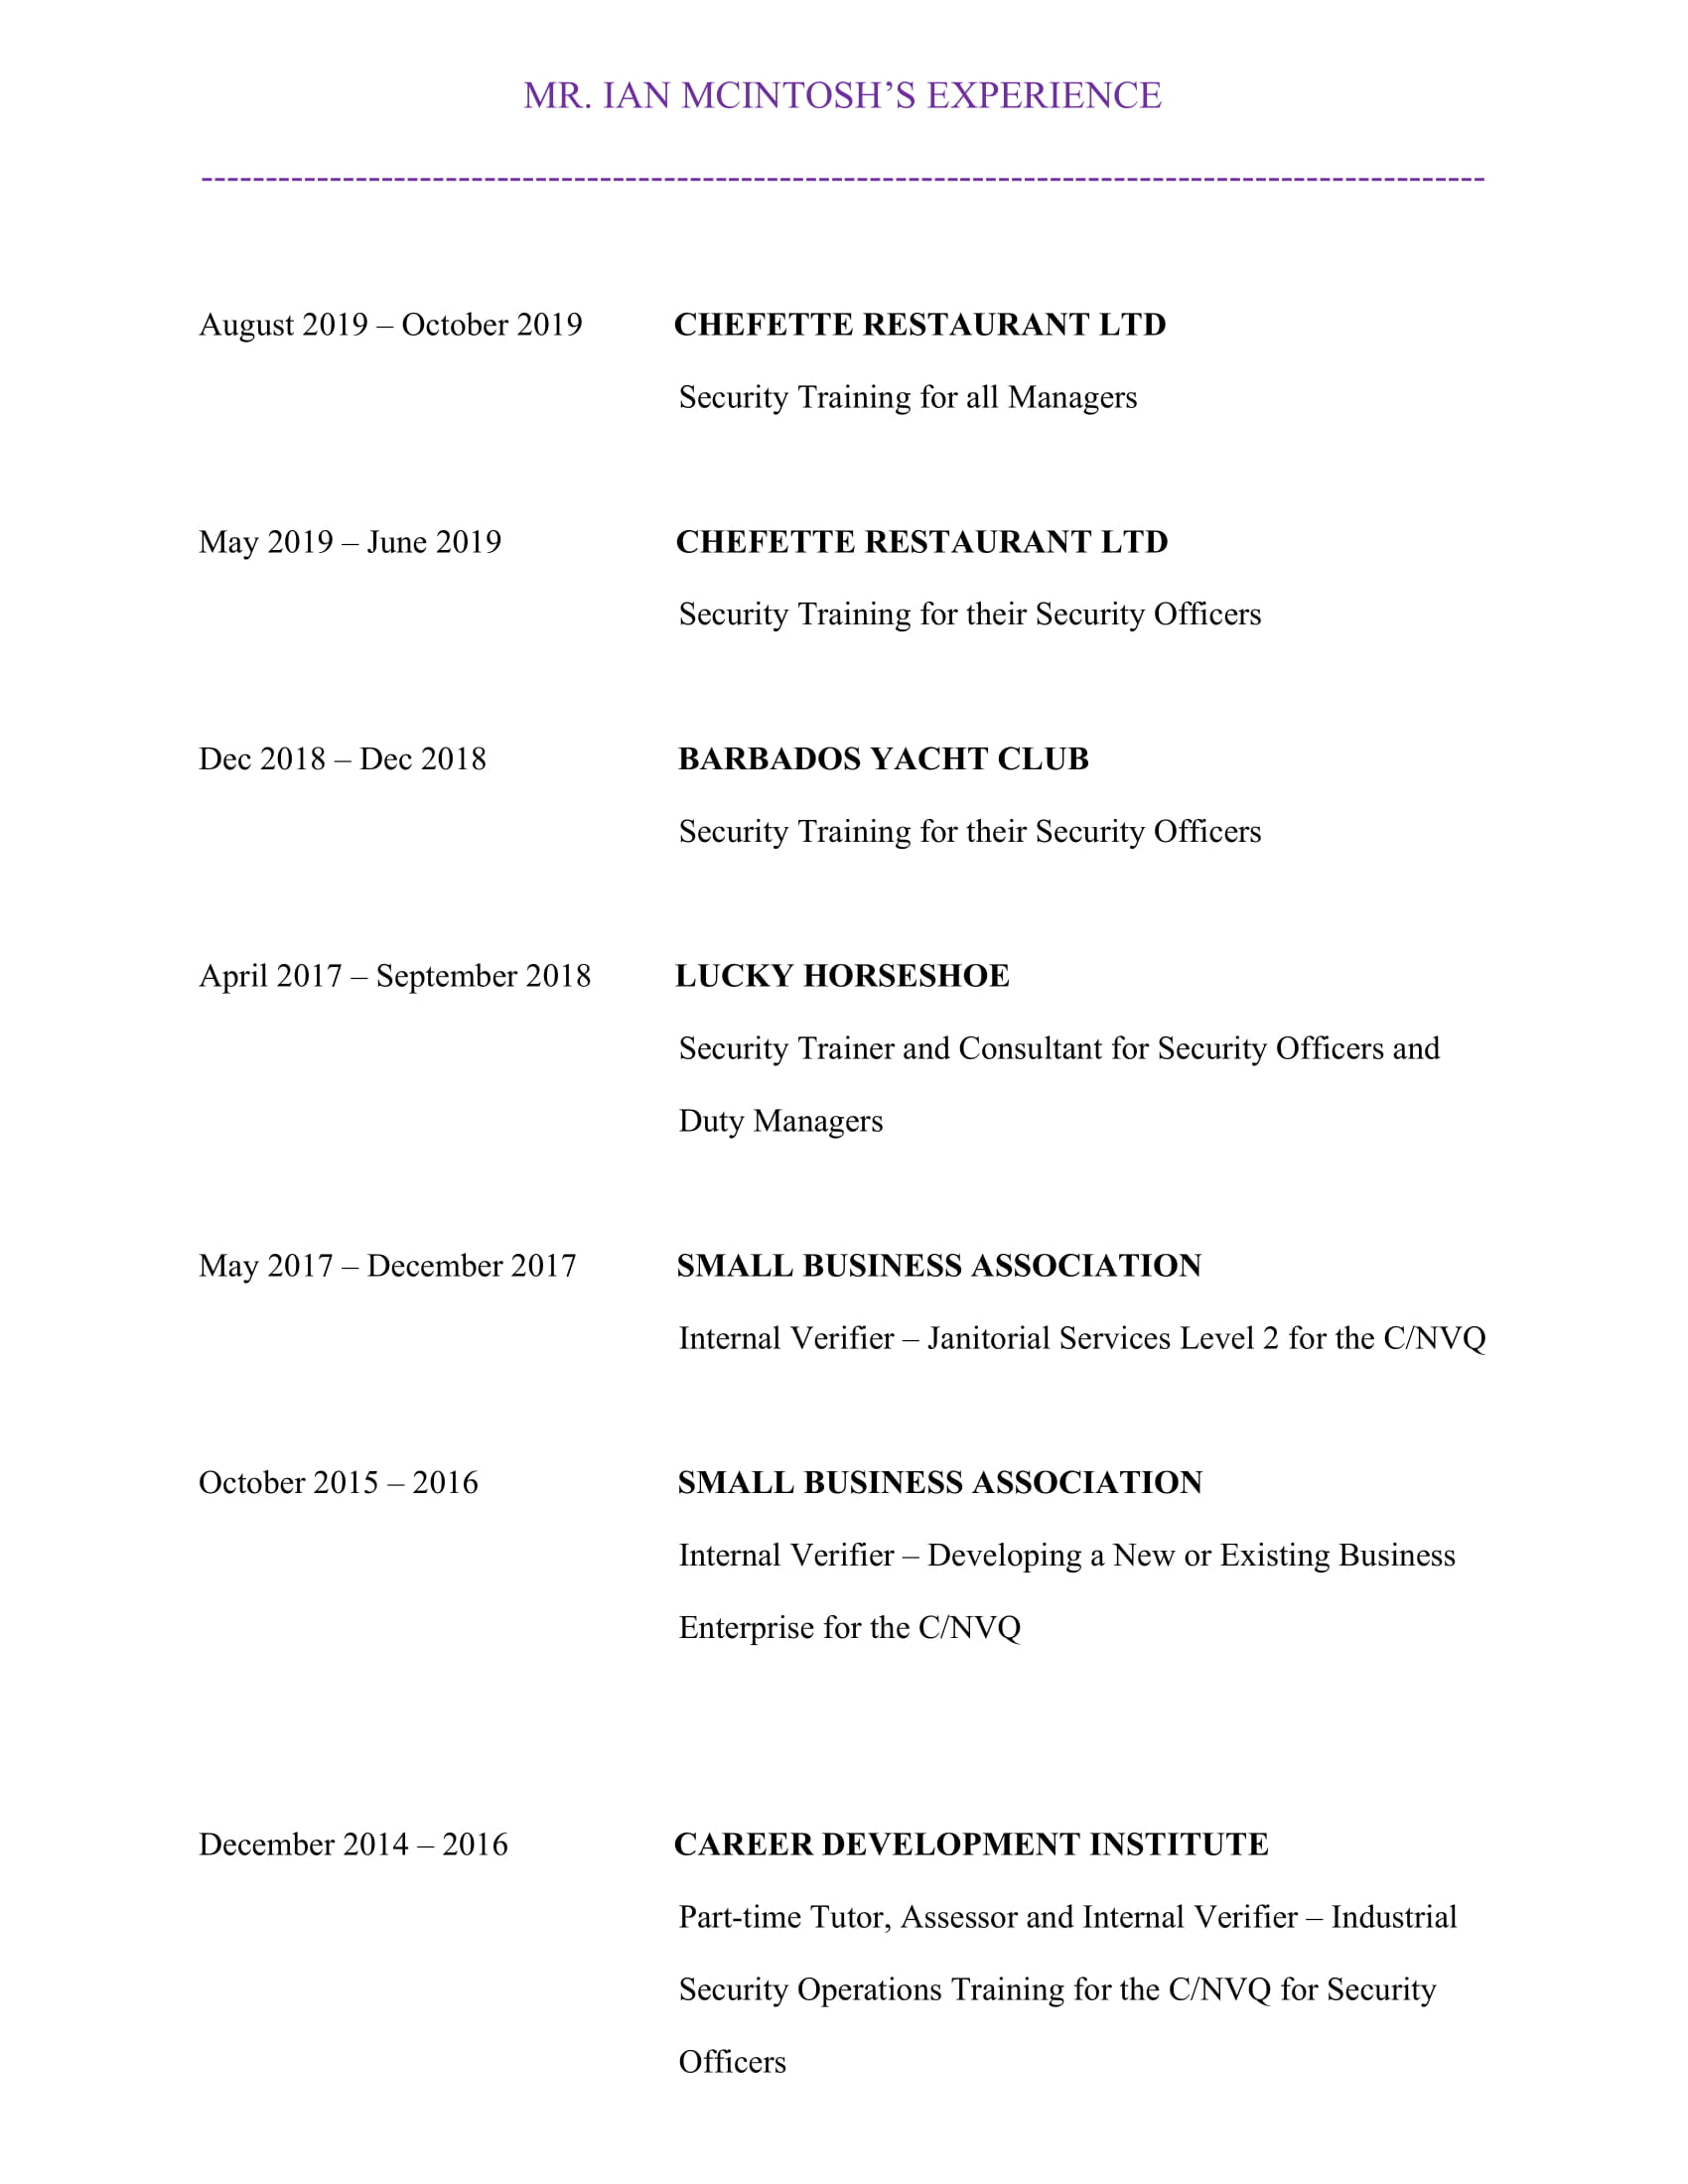 MR. IAN MCINTOSH’S EXPERIENCE
----------------------------------------------------------------------------------------------------
August 2019 – October 2019 CHEFETTE RESTAURANT LTD
Security Training for all Managers
May 2019 – June 2019 CHEFETTE RESTAURANT LTD
Security Training for their Security Officers
Dec 2018 – Dec 2018 BARBADOS YACHT CLUB
Security Training for their Security Officers
April 2017 – September 2018 LUCKY HORSESHOE
Security Trainer and Consultant for Security Officers and
Duty Managers
May 2017 – December 2017 SMALL BUSINESS ASSOCIATION
Internal Verifier – Janitorial Services Level 2 for the C/NVQ
October 2015 – 2016 SMALL BUSINESS ASSOCIATION
Internal Verifier – Developing a New or Existing Business
Enterprise for the C/NVQ
December 2014 – 2016 CAREER DEVELOPMENT INSTITUTE
Part-time Tutor, Assessor and Internal Verifier – Industrial
Security Operations Training for the C/NVQ for Security
Officers